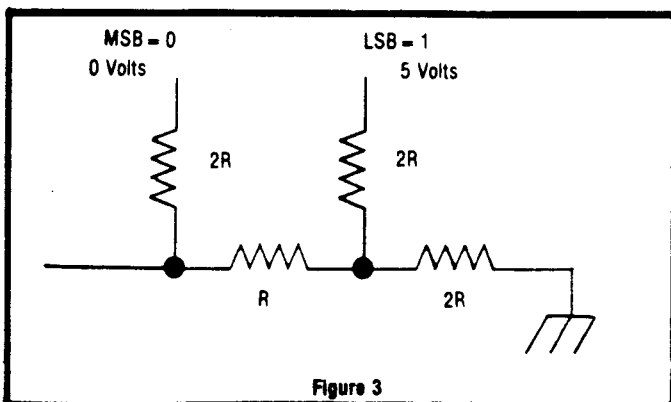 MSB = 0
0 Volts
LSB = 1
5 Volts
2R
2R
R
2R
Figure 3